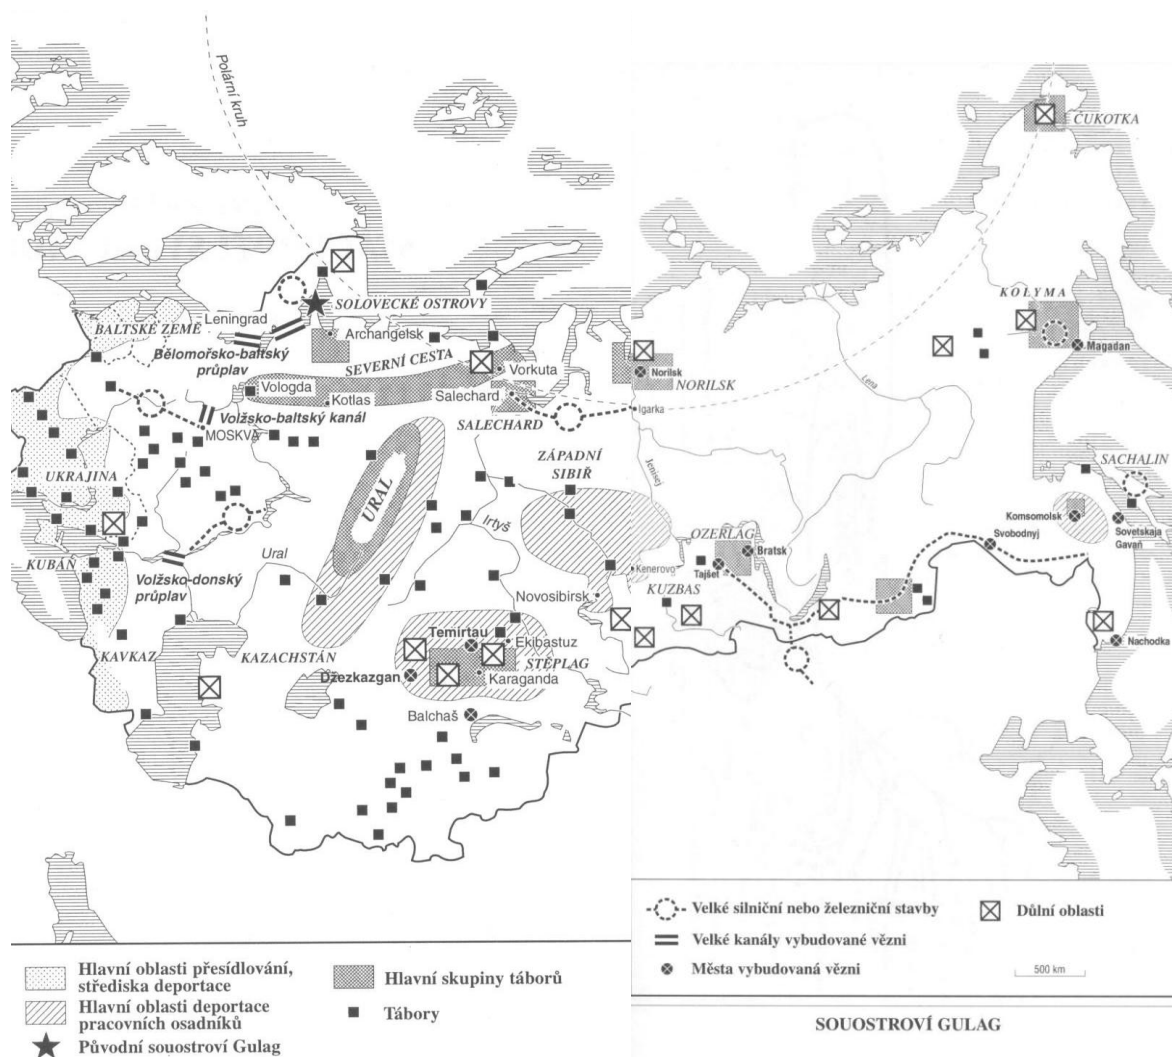 Polární kruh
ČUKOTKA
KOLYMA
Magadan
Lena
SOLOVECKÉ OSTROVY
Leningrad
BALTSKÉ ZEMĚ
Archangelsk
Bělomořsko-baltský
průplav
SEVERNÍ CESTA
Vorkuta
Vologda
Kotlas
Salechard
SALECHARD
Norilsk
NORILSK
Igarka
Volžsko-baltský kanál
MOSKVA
ZÁPADNÍ
SIBIŘ
Jenisej
SACHALIN
UKRAJINA
URAL
Irtyš
Komsomolsk
Sovetskaja
Gavaň
Svobodnyj
OZERLAG
Bratsk
Tajšet
KUBÁŇ
Volžsko-donský
průplav
Ural
Kenerovo
KUZBAS
Novosibirsk
Nachodka
KAVKAZ
KAZACHSTÁN
Temirtau
Ekibastuz
STĚPLAG
Džezkazgan
Karaganda
Balchaš
Velké silniční nebo železniční stavby
Důlní oblasti
Velké kanály vybudované vězni
Města vybudovaná vězni
500 km
Hlavní oblasti přesídlování,
střediska deportace
Hlavní skupiny táborů
Hlavní oblasti deportace
pracovních osadníků
Tábory
Původní souostroví Gulag
SOUOSTROVÍ GULAG